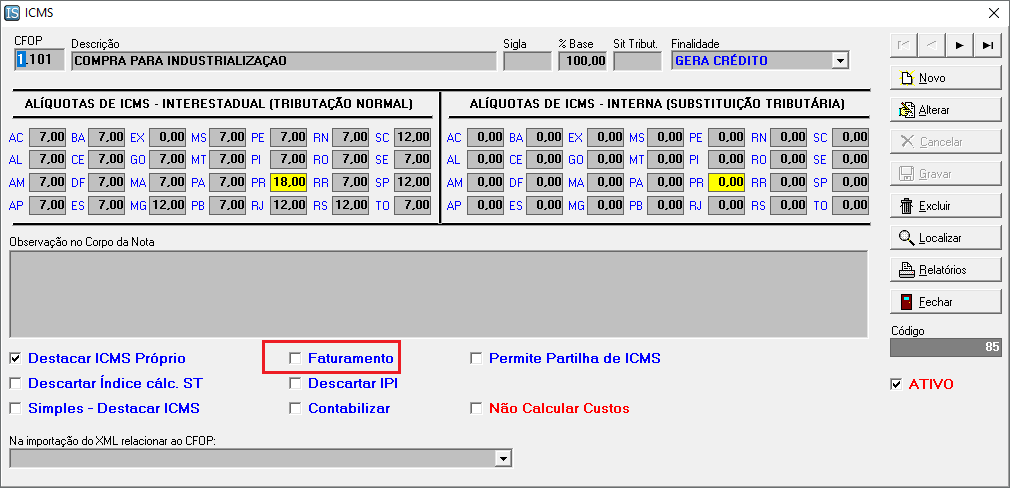 IS ICMS
CFOP Descrição Sigla % Base Sit Tribut. Finalidade
1.101 COMPRA PARA INDUSTRIALIZAÇAO 100,00 GERA CRÉDITO
ALÍQUOTAS DE ICMS - INTERESTADUAL (TRIBUTAÇÃO NORMAL)
AC 7,00 BA 7,00 EX 0,00 MS 7,00 PE 7,00 RN 7,00 SC 12,00
AL 7,00 CE 7,00 GO 7,00 MT 7,00 PI 7,00 RO 7,00 SE 7,00
AM 7,00 DF 7,00 MA 7,00 PA 7,00 PR 18,00 RR 7,00 SP 12,00
AP 7,00 ES 7,00 MG 12,00 PB 7,00 RJ 12,00 RS 12,00 TO 7,00
ALÍQUOTAS DE ICMS - INTERNA (SUBSTITUIÇÃO TRIBUTÁRIA)
AC 0,00 BA 0,00 EX 0,00 MS 0,00 PE 0,00 RN 0,00 SC 0,00
AL 0,00 CE 0,00 GO 0,00 MT 0,00 PI 0,00 RO 0,00 SE 0,00
AM 0,00 DF 0,00 MA 0,00 PA 0,00 PR 0,00 RR 0,00 SP 0,00
AP 0,00 ES 0,00 MG 0,00 PB 0,00 RJ 0,00 RS 0,00 TO 0,00
Observação no Corpo da Nota
Destacar ICMS Próprio Faturamento Permite Partilha de ICMS
Descartar Índice cálc. ST Descartar IPI
Simples - Destacar ICMS Contabilizar Não Calcular Custos
Na importação do XML relacionar ao CFOP:
Novo
Alterar
Cancelar
Gravar
Excluir
Localizar
Relatórios
Fechar
Código
85
ATIVO